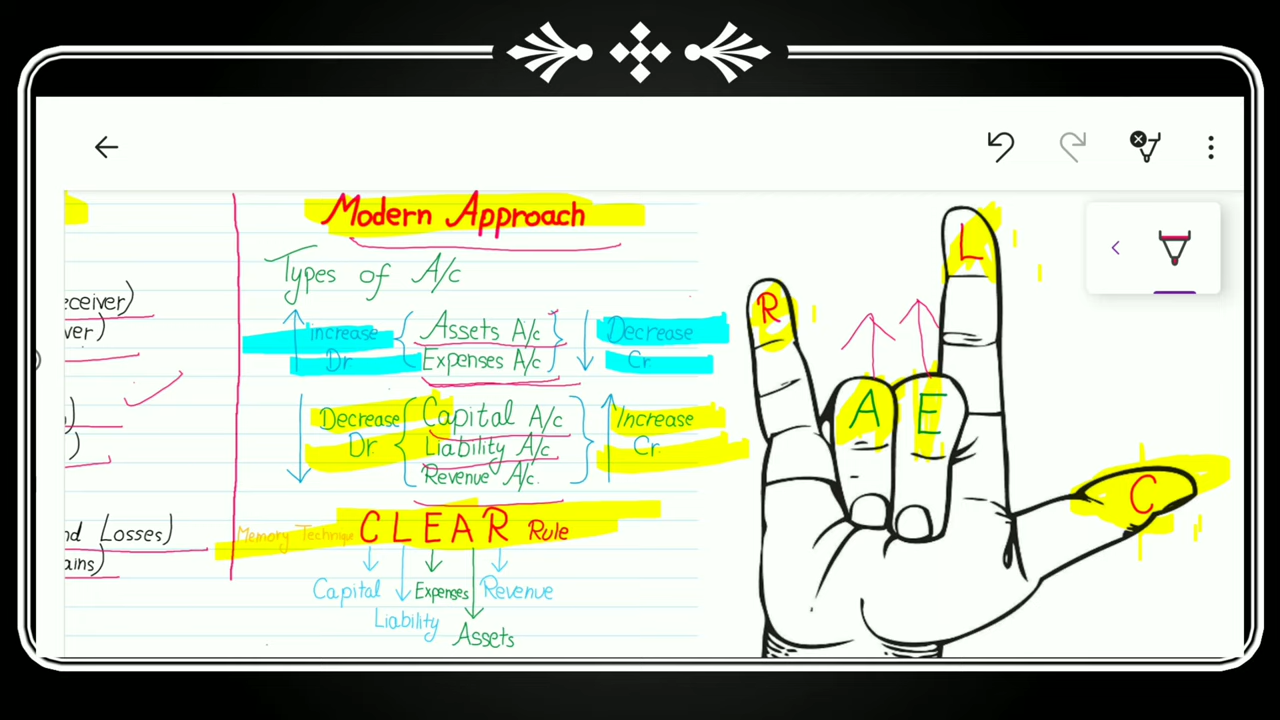 Modern Approach
Types of A/c
eceiver)
ver)
Increase { Assets A/c } Decrease
Dr. Expenses A/c Cr.
)
Decrease { Capital A/c } Increase
Dr. Liability A/c Cr.
)
Revenue A/c.
nd Losses)
ains)
Memory Technique CLEAR Rule
Capital Expenses Revenue
Liability
Assets
R
L
A E
C